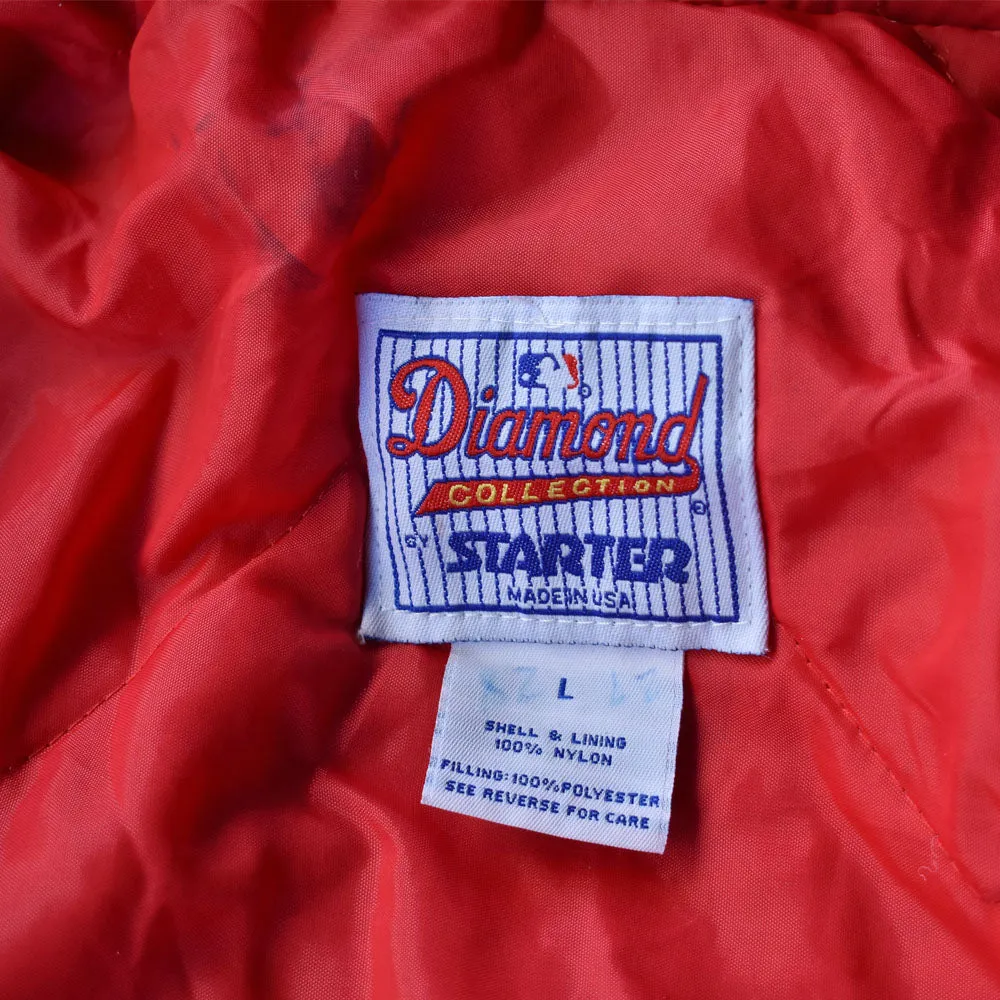 Diamond
COLLECTION
BY STARTER
MADE IN USA
L
SHELL & LINING
100% NYLON
FILLING: 100% POLYESTER
SEE REVERSE FOR CARE